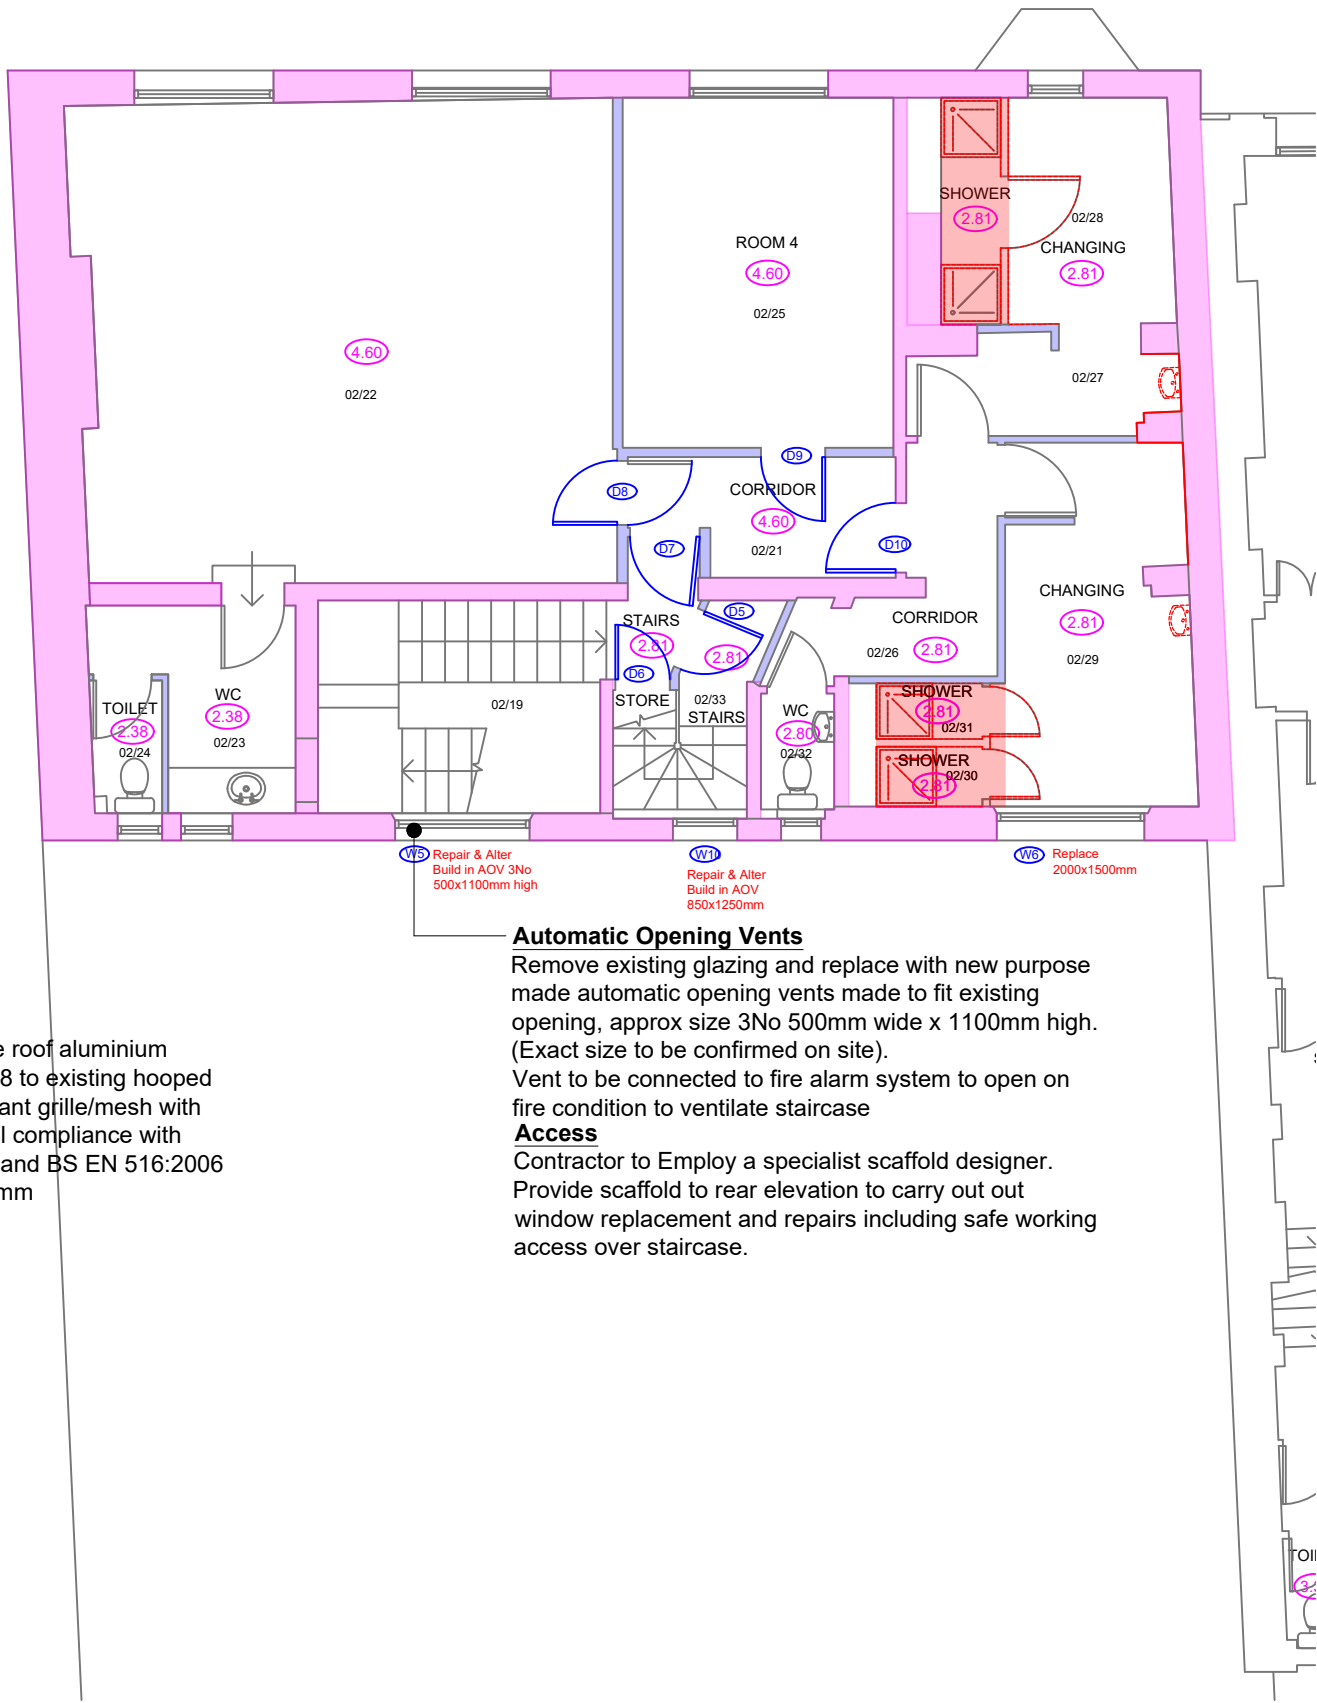 SHOWER
2.81
02/28
CHANGING
2.81
ROOM 4
4.60
02/25
4.60
02/22
02/27
D9
D8
CORRIDOR
4.60
02/21
D7
D10
D5
STAIRS
2.81
2.81
D6
STORE
02/33
STAIRS
02/19
CORRIDOR
02/26
2.81
CHANGING
2.81
02/29
WC
2.38
02/23
TOILET
2.38
02/24
WC
2.80
02/32
SHOWER
2.81
02/31
SHOWER
02/30
2.81
W5
Repair & Alter
Build in AOV 3No
500x1100mm high
W10
Repair & Alter
Build in AOV
850x1250mm
W6
Replace
2000x1500mm
Automatic Opening Vents
Remove existing glazing and replace with new purpose
made automatic opening vents made to fit existing
opening, approx size 3No 500mm wide x 1100mm high.
(Exact size to be confirmed on site).
Vent to be connected to fire alarm system to open on
fire condition to ventilate staircase
Access
Contractor to Employ a specialist scaffold designer.
Provide scaffold to rear elevation to carry out out
window replacement and repairs including safe working
access over staircase.
e roof aluminium
8 to existing hooped
ant grille/mesh with
l compliance with
and BS EN 516:2006
mm
TOI
3.